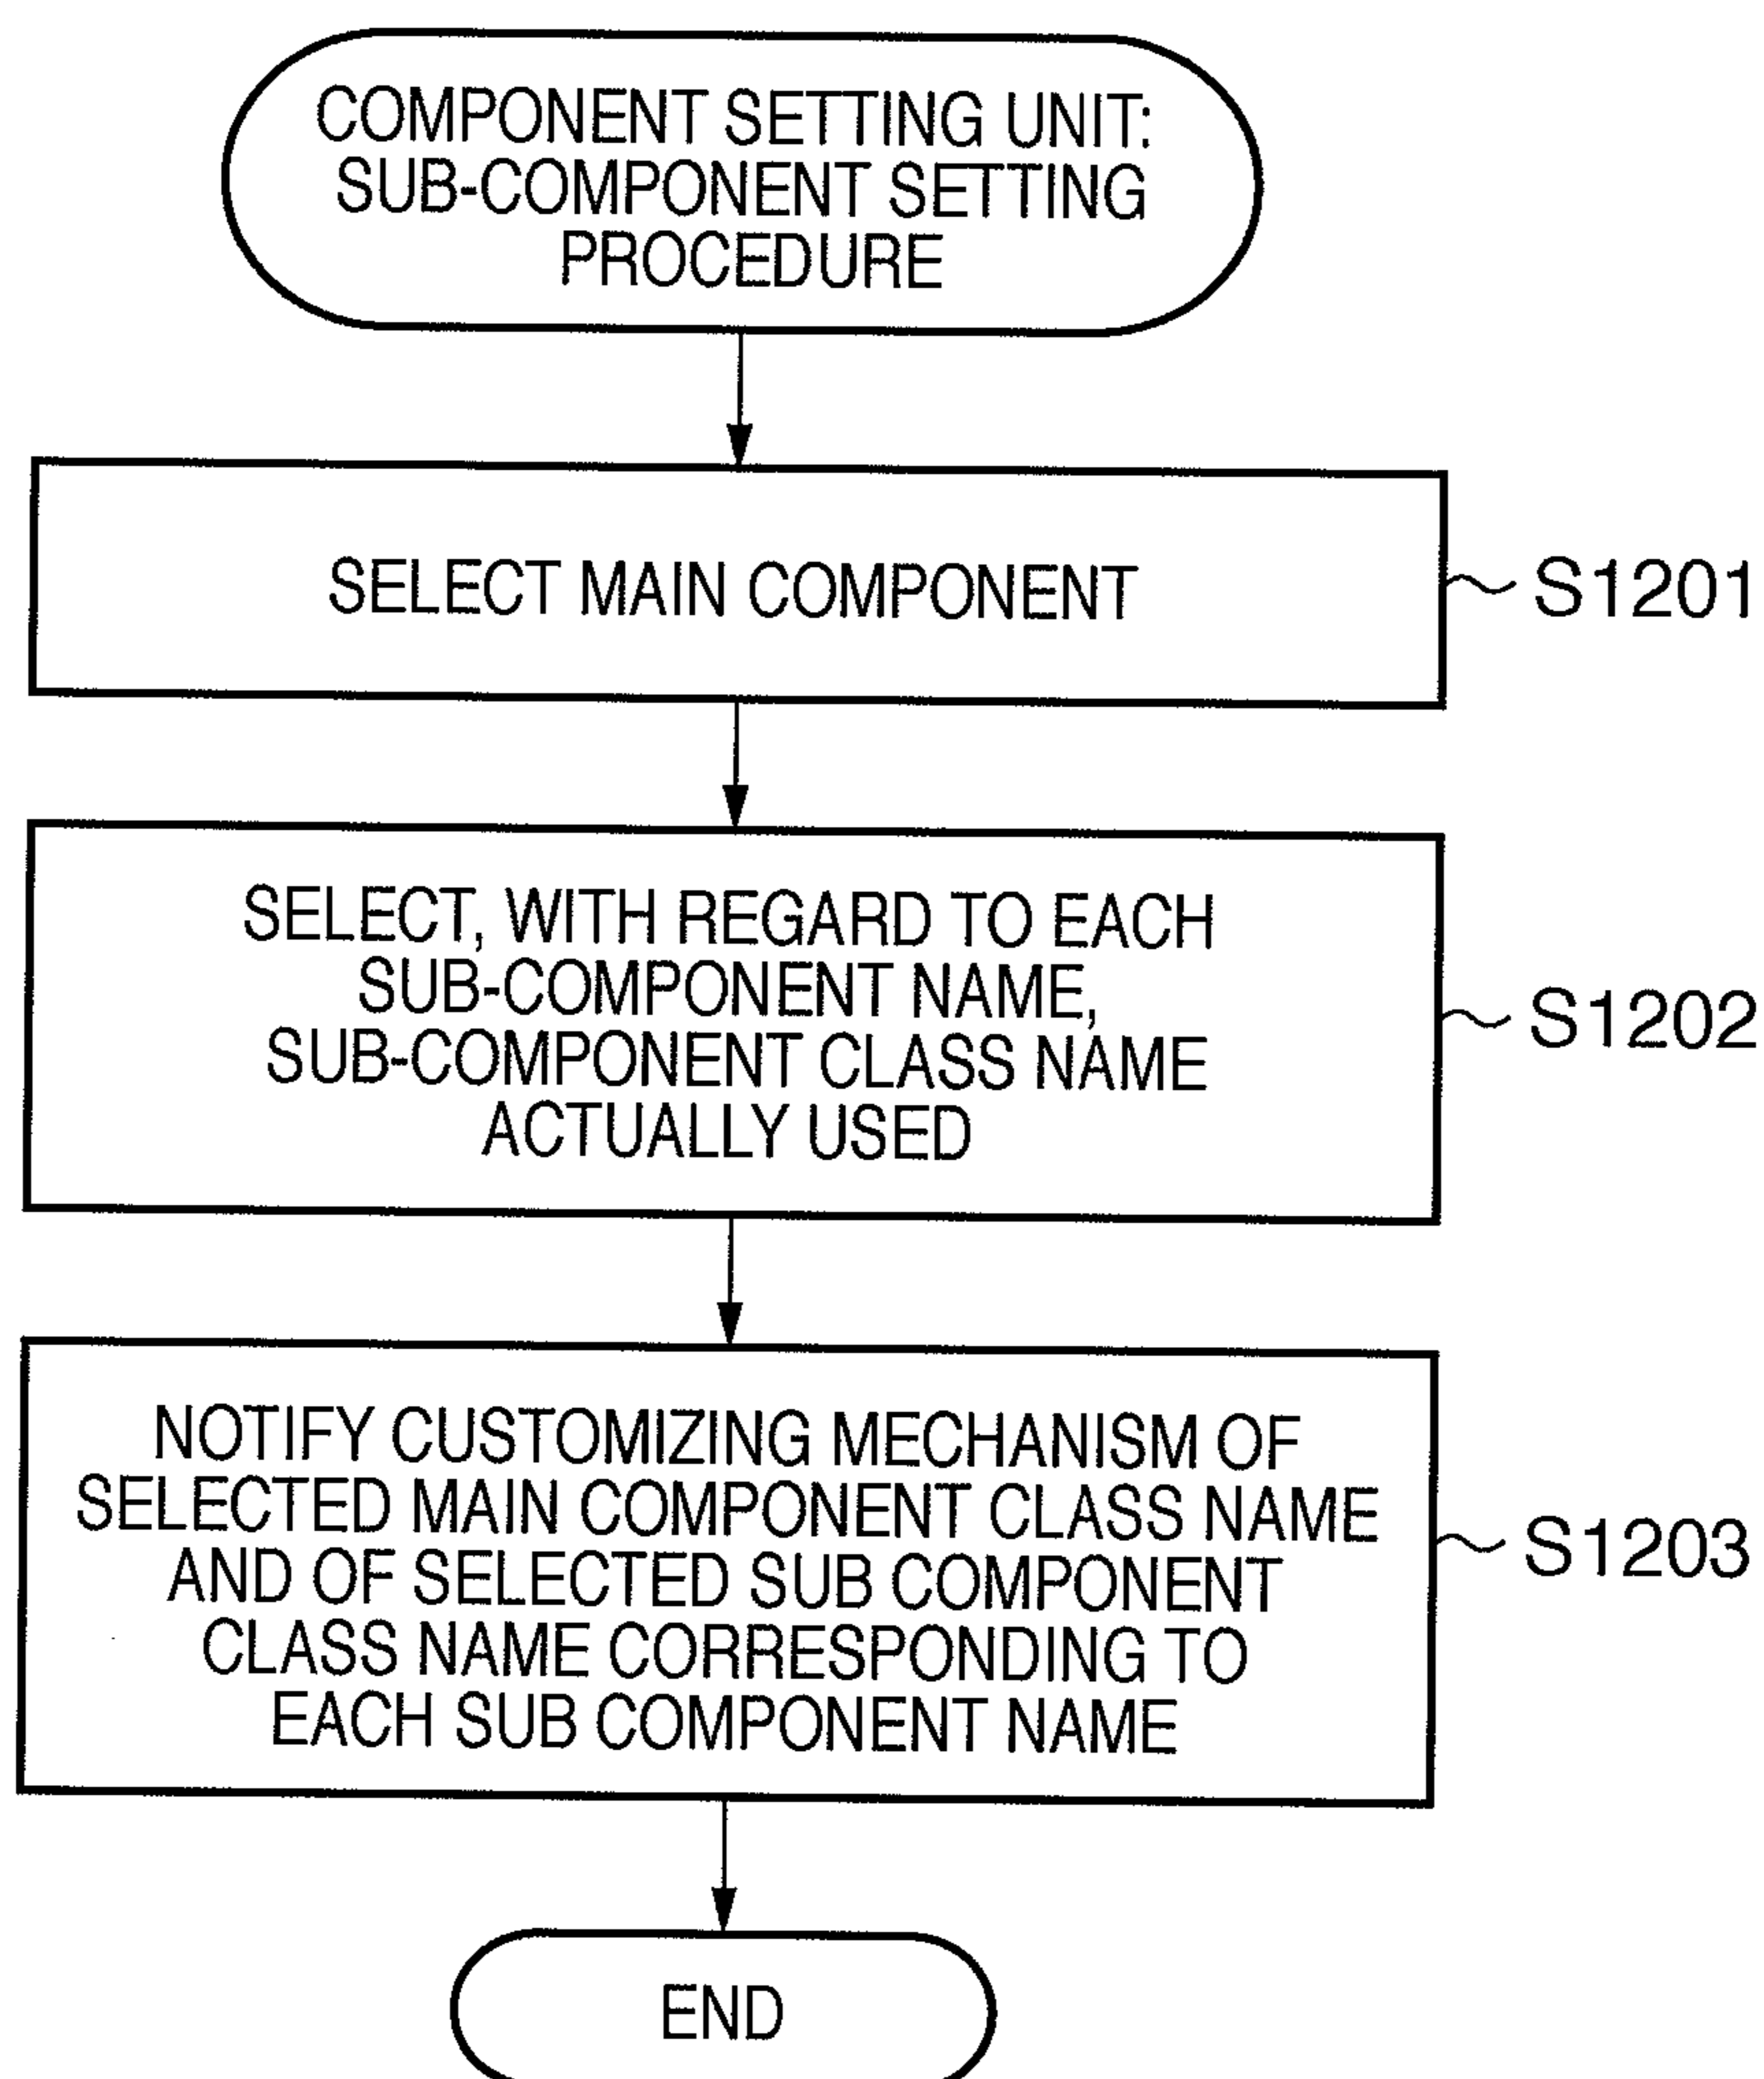 COMPONENT SETTING UNIT:
SUB-COMPONENT SETTING
PROCEDURE
SELECT MAIN COMPONENT
S1201
SELECT, WITH REGARD TO EACH
SUB-COMPONENT NAME,
SUB-COMPONENT CLASS NAME
ACTUALLY USED
S1202
NOTIFY CUSTOMIZING MECHANISM OF
SELECTED MAIN COMPONENT CLASS NAME
AND OF SELECTED SUB COMPONENT
CLASS NAME CORRESPONDING TO
EACH SUB COMPONENT NAME
S1203
END